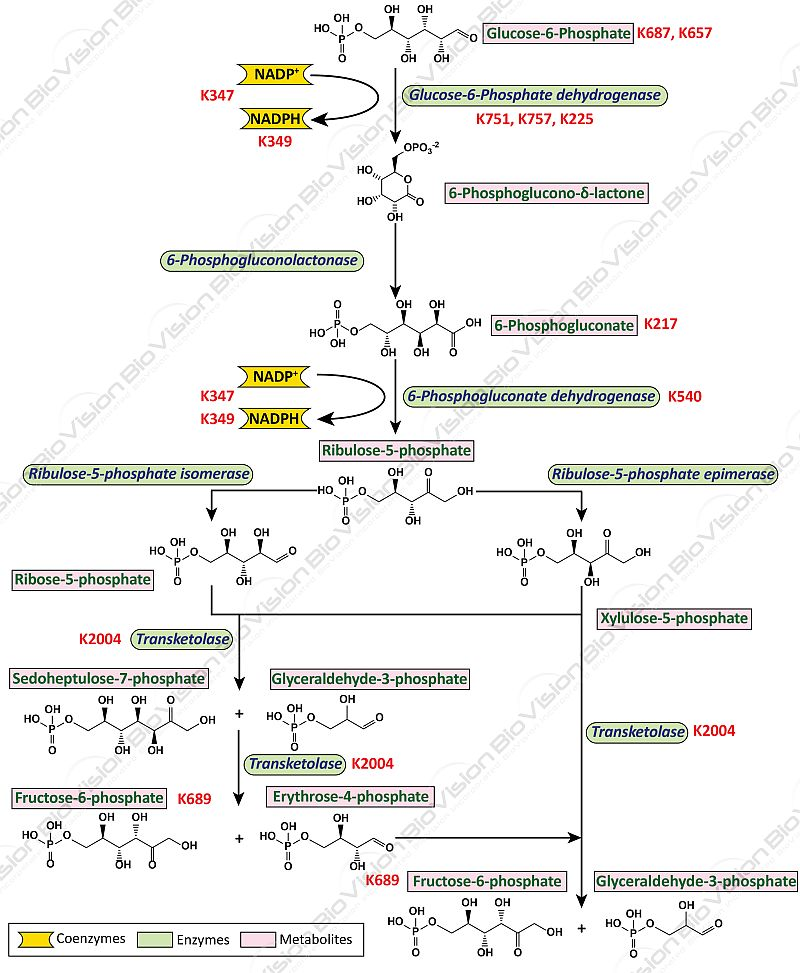 Glucose-6-Phosphate K687, K657
NADP+
K347
Glucose-6-Phosphate dehydrogenase
K751, K757, K225
NADPH
K349
OPO3-2
6-Phosphoglucono-δ-lactone
6-Phosphogluconolactonase
6-Phosphogluconate K217
NADP+
K347
6-Phosphogluconate dehydrogenase K540
K349 NADPH
Ribulose-5-phosphate
Ribulose-5-phosphate isomerase
Ribulose-5-phosphate epimerase
Ribose-5-phosphate
Xylulose-5-phosphate
K2004 Transketolase
Sedoheptulose-7-phosphate
Glyceraldehyde-3-phosphate
+
Transketolase K2004
Transketolase K2004
Fructose-6-phosphate K689
Erythrose-4-phosphate
+
K689 Fructose-6-phosphate
Glyceraldehyde-3-phosphate
+
Coenzymes Enzymes Metabolites
BioVision